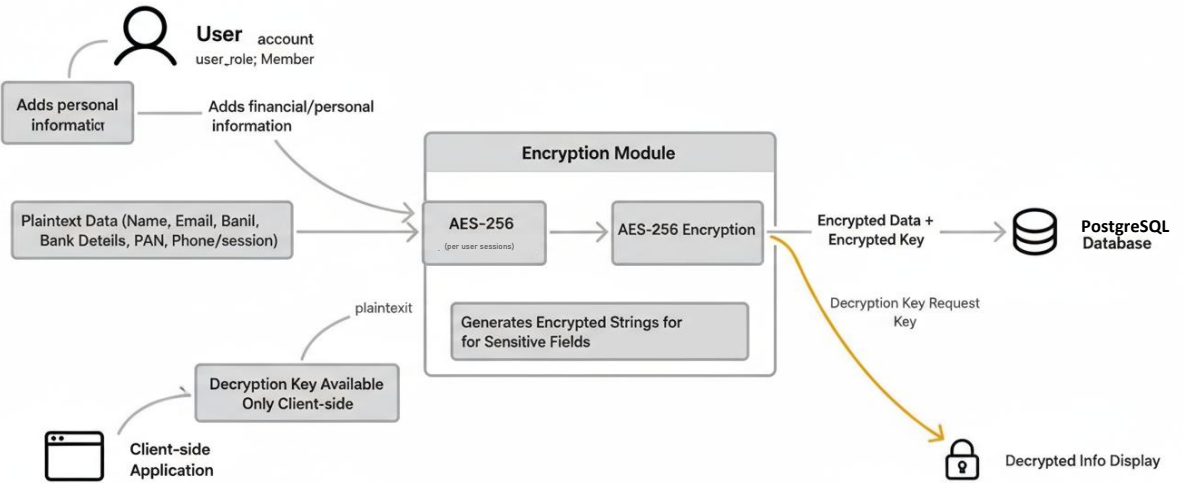 User account
user_role; Member
Adds personal
informatior
Adds financial/personal
information
Encryption Module
Plaintext Data (Name, Email, Banil,
Bank Deteils, PAN, Phone/session)
AES-256
(per user sessions)
AES-256 Encryption
Encrypted Data +
Encrypted Key
PostgreSQL
Database
Generates Encrypted Strings for
for Sensitive Fields
plaintexit
Decryption Key Request
Key
Decryption Key Available
Only Client-side
Client-side
Application
Decrypted Info Display